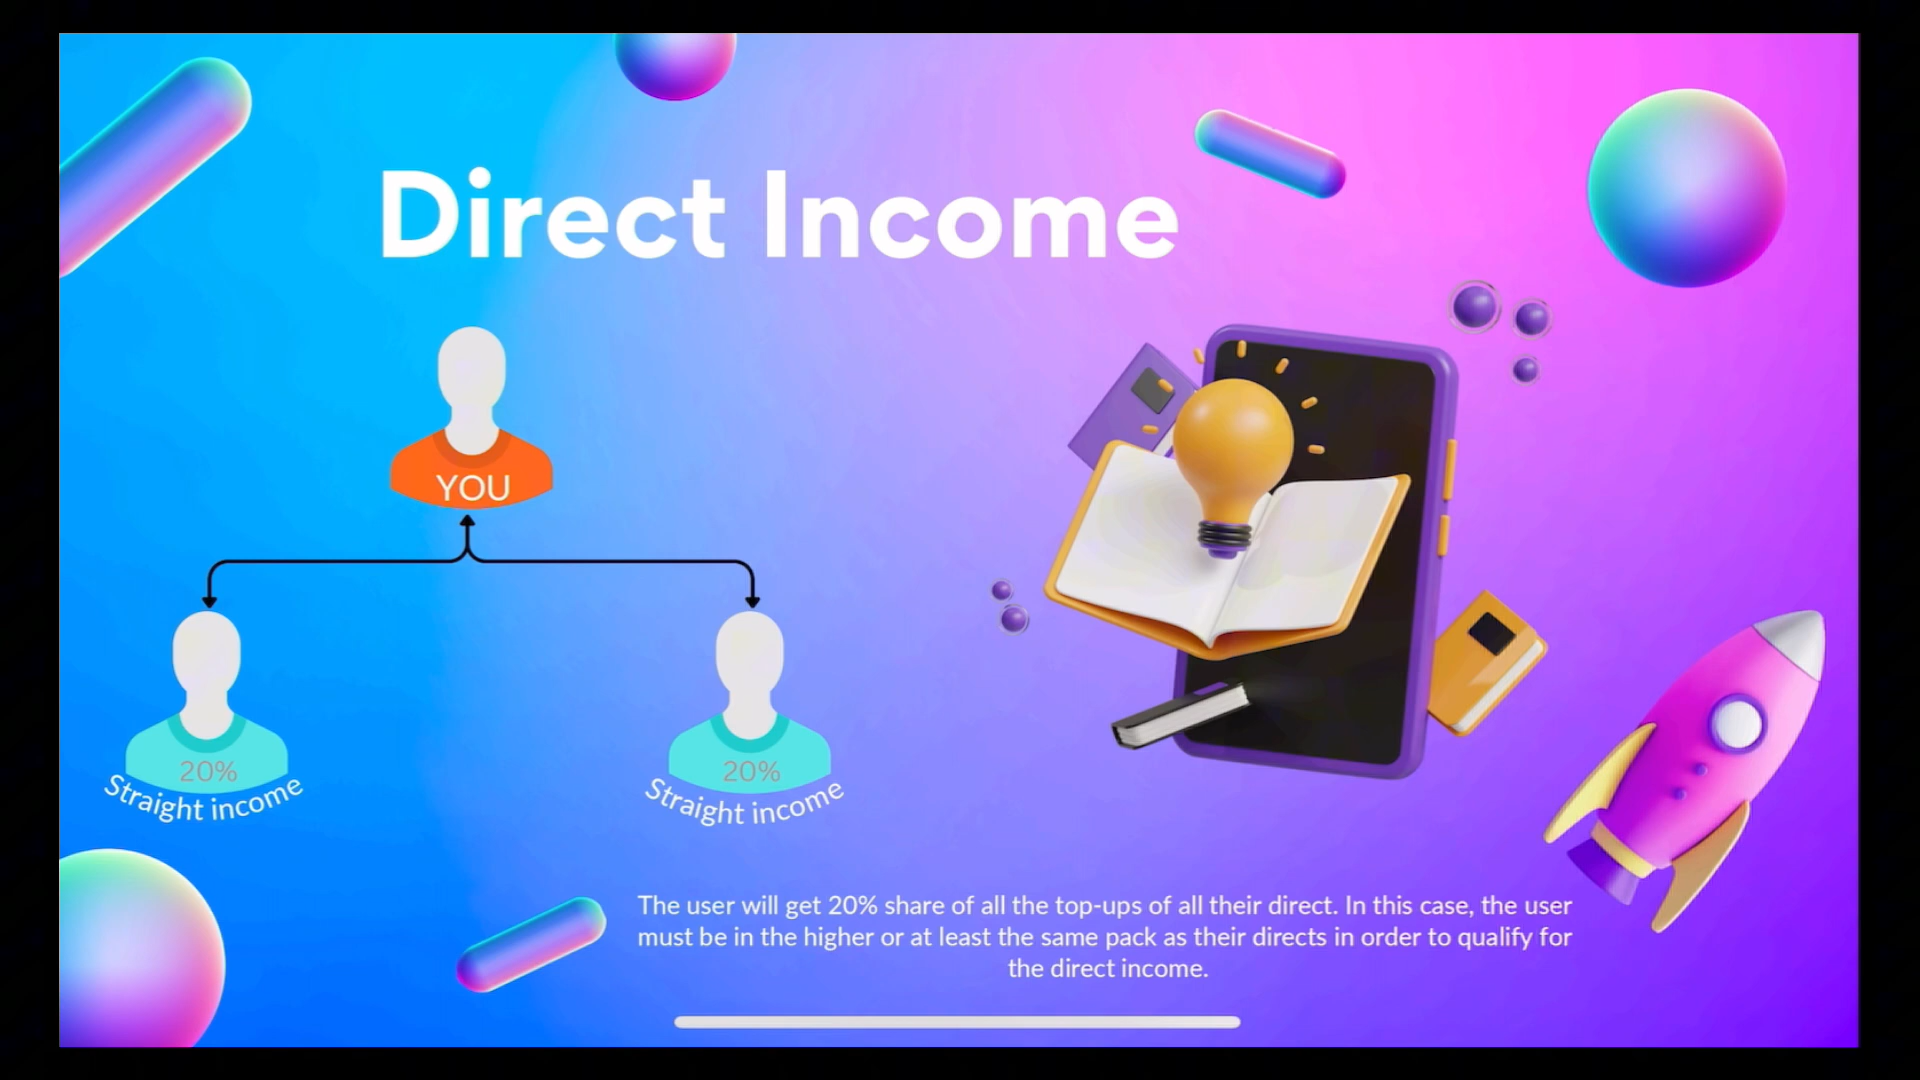 Direct Income
YOU
20%
Straight income
20%
Straight income
The user will get 20% share of all the top-ups of all their direct. In this case, the user
must be in the higher or at least the same pack as their directs in order to qualify for
the direct income.